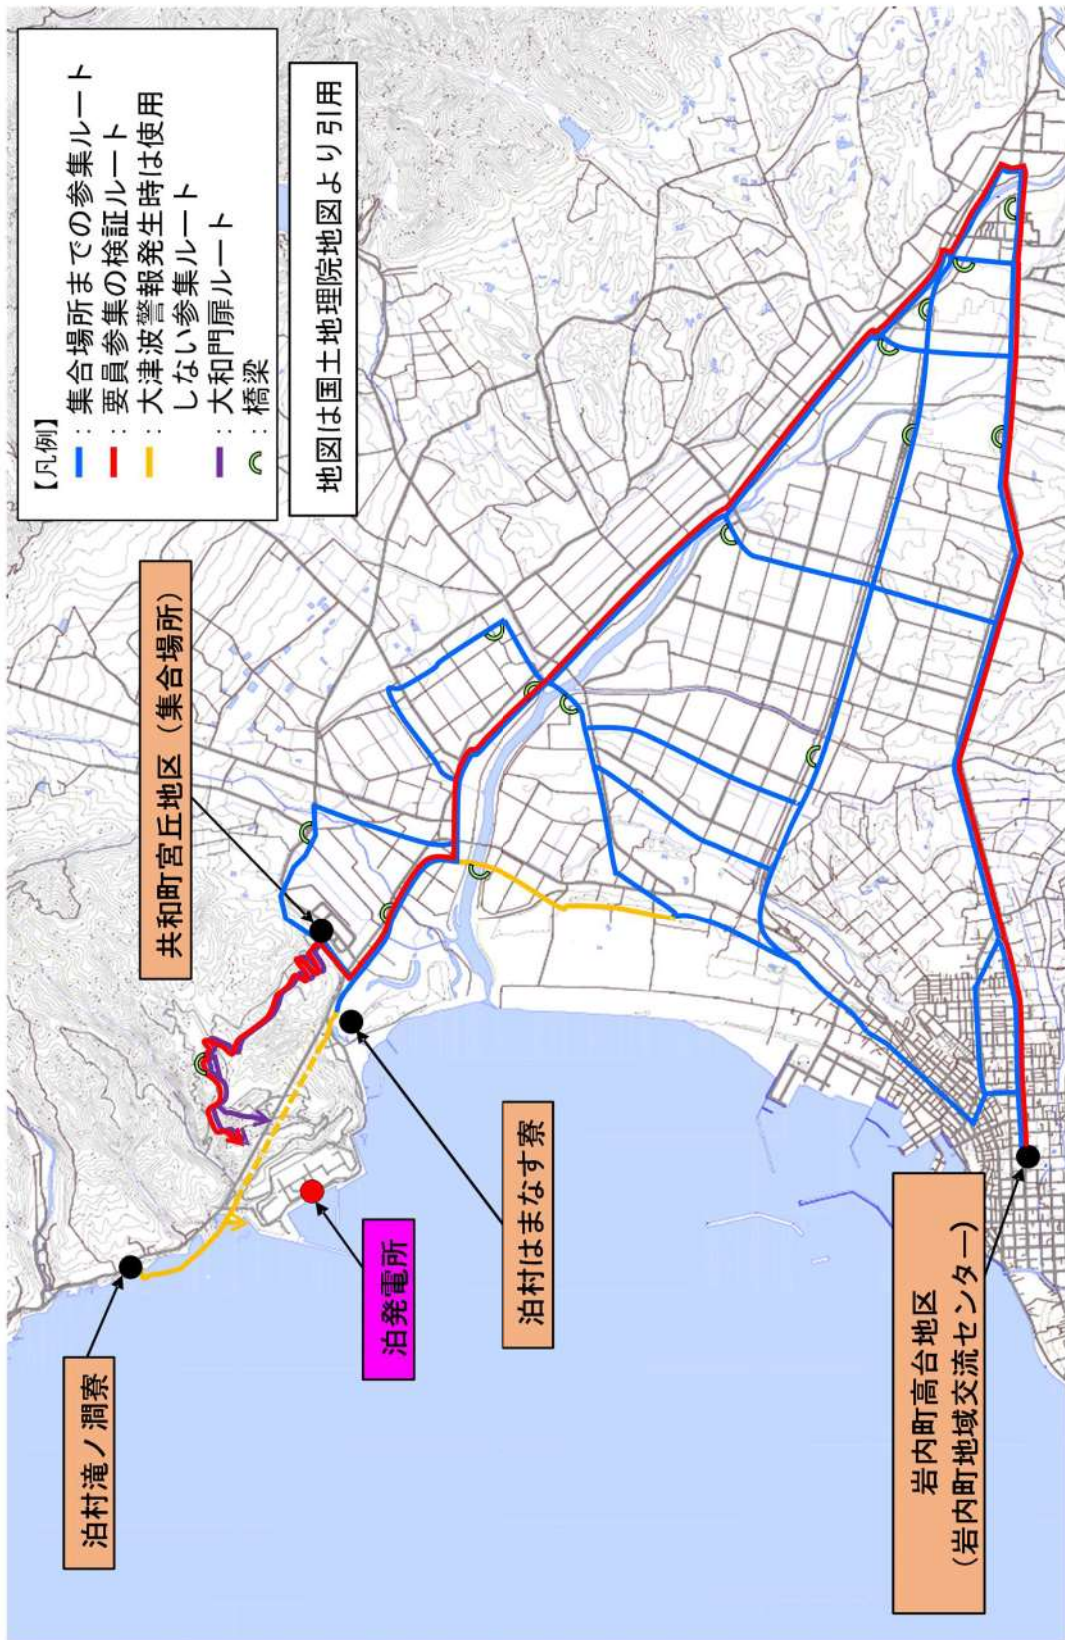 【凡例】
：集合場所までの参集ルート
：要員参集の検証ルート
：大津波警報発生時は使用
しない参集ルート
：大和門扉ルート
：橋梁
地図は国土地理院地図より引用
共和町宮丘地区（集合場所）
泊村滝ノ澗寮
泊発電所
泊村はまなす寮
岩内町高台地区
（岩内町地域交流センター）